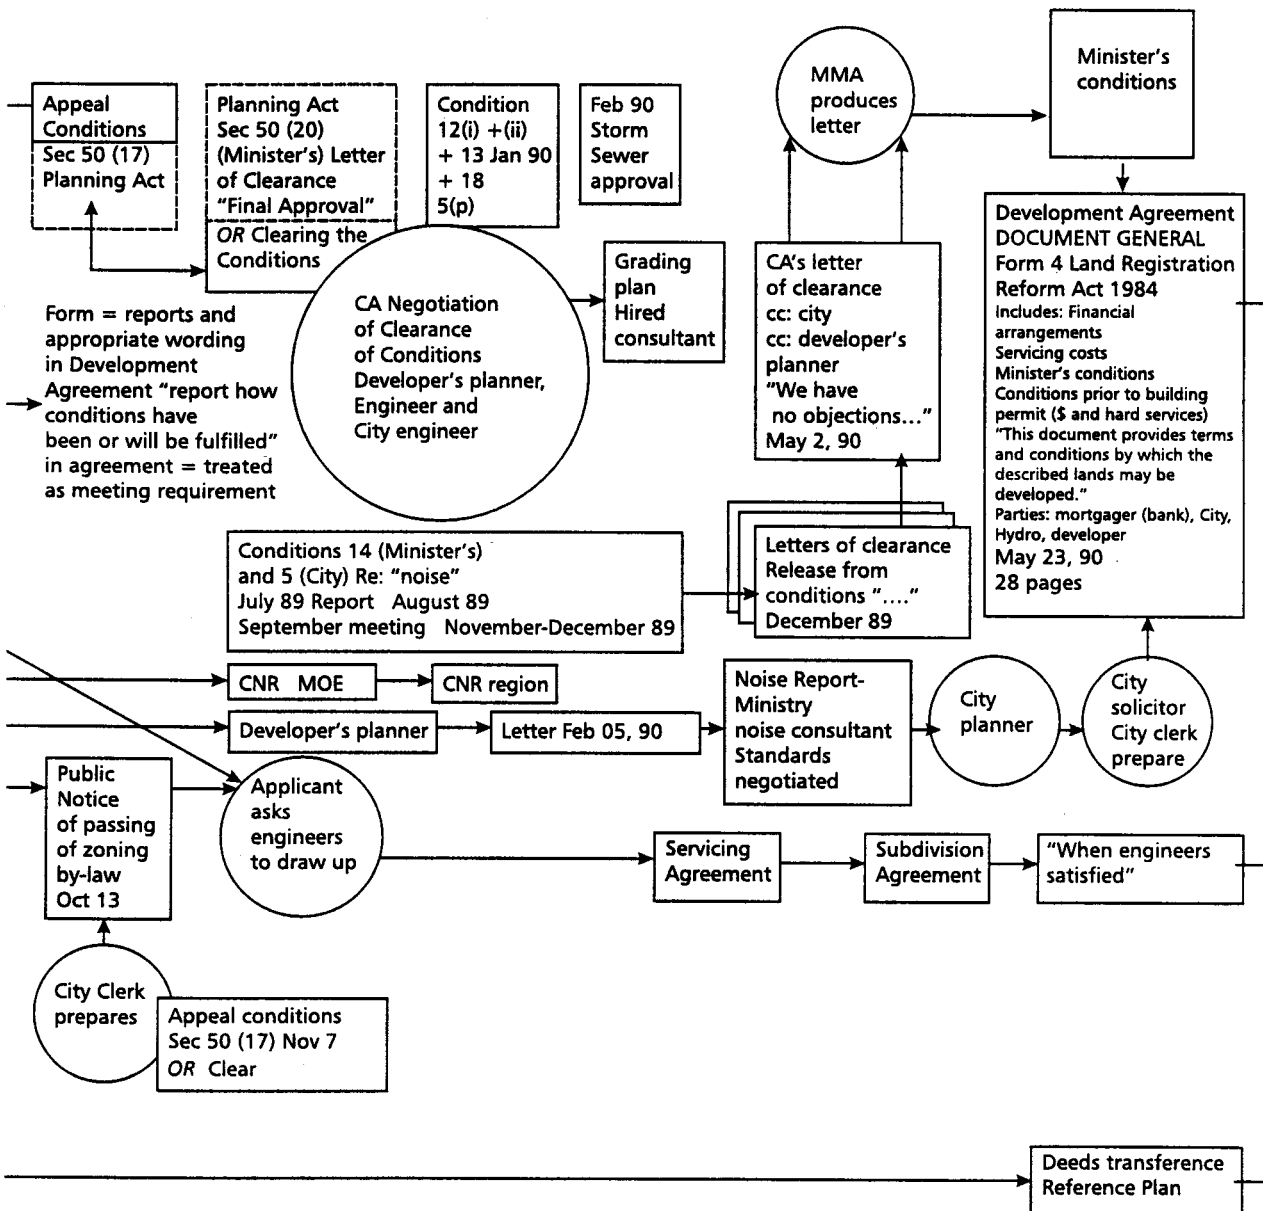 Appeal
Conditions
Sec 50 (17)
Planning Act
Planning Act
Sec 50 (20)
(Minister's) Letter
of Clearance
"Final Approval"
OR Clearing the
Conditions
Condition
12(i) +(ii)
+ 13 Jan 90
+ 18
5(p)
Feb 90
Storm
Sewer
approval
MMA
produces
letter
Minister's
conditions
Form = reports and
appropriate wording
in Development
Agreement "report how
conditions have
been or will be fulfilled"
in agreement = treated
as meeting requirement
CA Negotiation
of Clearance
of Conditions
Developer's planner,
Engineer and
City engineer
Grading
plan
Hired
consultant
CA's letter
of clearance
cc: city
cc: developer's
planner
"We have
no objections..."
May 2, 90
Development Agreement
DOCUMENT GENERAL
Form 4 Land Registration
Reform Act 1984
Includes: Financial
arrangements
Servicing costs
Minister's conditions
Conditions prior to building
permit ($ and hard services)
"This document provides terms
and conditions by which the
described lands may be
developed."
Parties: mortgager (bank), City,
Hydro, developer
May 23, 90
28 pages
Conditions 14 (Minister's)
and 5 (City) Re: "noise"
July 89 Report August 89
September meeting November-December 89
Letters of clearance
Release from
conditions "...."
December 89
CNR MOE
CNR region
Developer's planner
Letter Feb 05, 90
Noise Report-
Ministry
noise consultant
Standards
negotiated
City
planner
City
solicitor
City clerk
prepare
Public
Notice
of passing
of zoning
by-law
Oct 13
Applicant
asks
engineers
to draw up
Servicing
Agreement
Subdivision
Agreement
"When engineers
satisfied"
City Clerk
prepares
Appeal conditions
Sec 50 (17) Nov 7
OR Clear
Deeds transference
Reference Plan